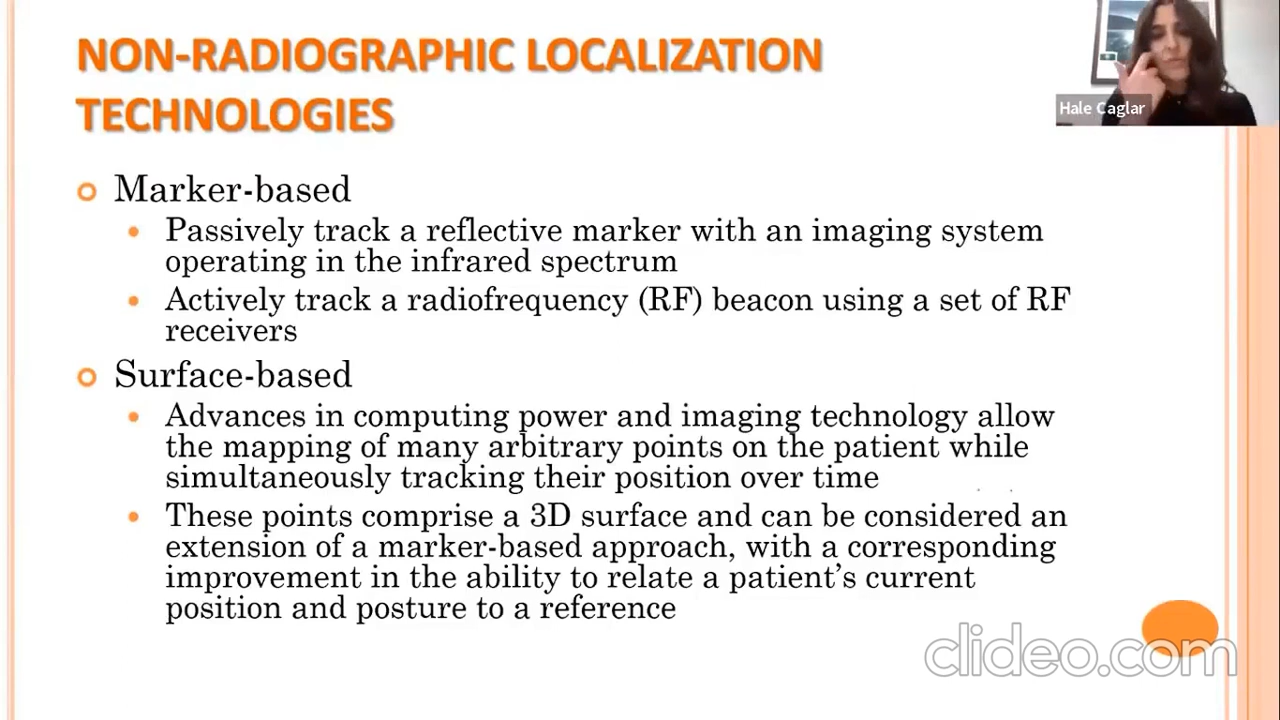 NON-RADIOGRAPHIC LOCALIZATION
TECHNOLOGIES
Hale Caglar
Marker-based
Passively track a reflective marker with an imaging system
operating in the infrared spectrum
Actively track a radiofrequency (RF) beacon using a set of RF
receivers
Surface-based
Advances in computing power and imaging technology allow
the mapping of many arbitrary points on the patient while
simultaneously tracking their position over time
These points comprise a 3D surface and can be considered an
extension of a marker-based approach, with a corresponding
improvement in the ability to relate a patient's current
position and posture to a reference
clideo.com